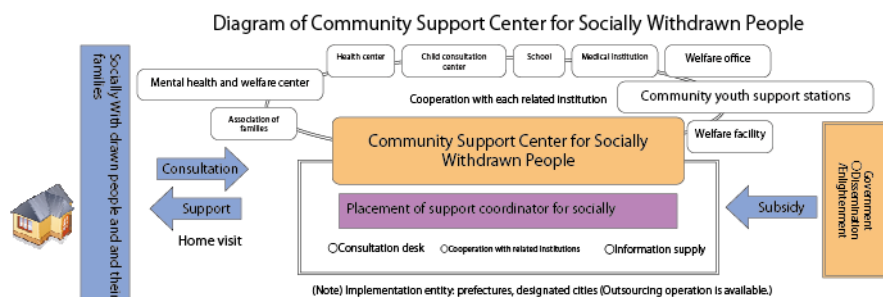 Diagram of Community Support Center for Socially Withdrawn People
Socially With drawn people and and their
families
Health center
Child consultation
center
School
Medical institution
Welfare office
Mental health and welfare center
Cooperation with each related institution
Community youth support stations
Association of
families
Welfare facility
Community Support Center for Socially
Withdrawn People
Consultation
Support
Home visit
Placement of support coordinator for socially
○Consultation desk
○Cooperation with related institutions
○Information supply
Subsidy
Government
○Dissemination
/Enlightenment
(Note) Implementation entity: prefectures, designated cities (Outsourcing operation is available.)